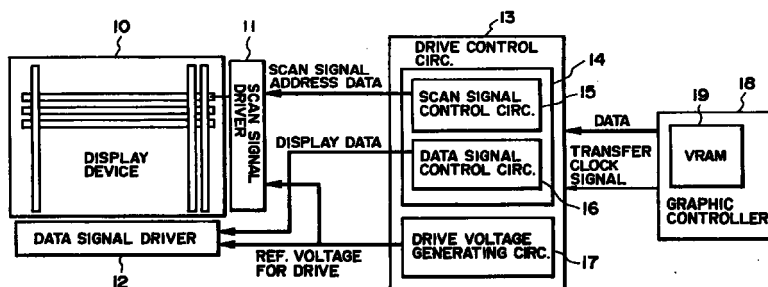 10
DISPLAY
DEVICE
11
SCAN SIGNAL
DRIVER
DATA SIGNAL DRIVER
12
SCAN SIGNAL
ADDRESS DATA
DISPLAY DATA
REF. VOLTAGE
FOR DRIVE
13
DRIVE CONTROL
CIRC.
14
SCAN SIGNAL
CONTROL CIRC.
15
DATA SIGNAL
CONTROL CIRC.
16
DRIVE VOLTAGE
GENERATING CIRC.
17
DATA
TRANSFER
CLOCK
SIGNAL
18
19
VRAM
GRAPHIC
CONTROLLER